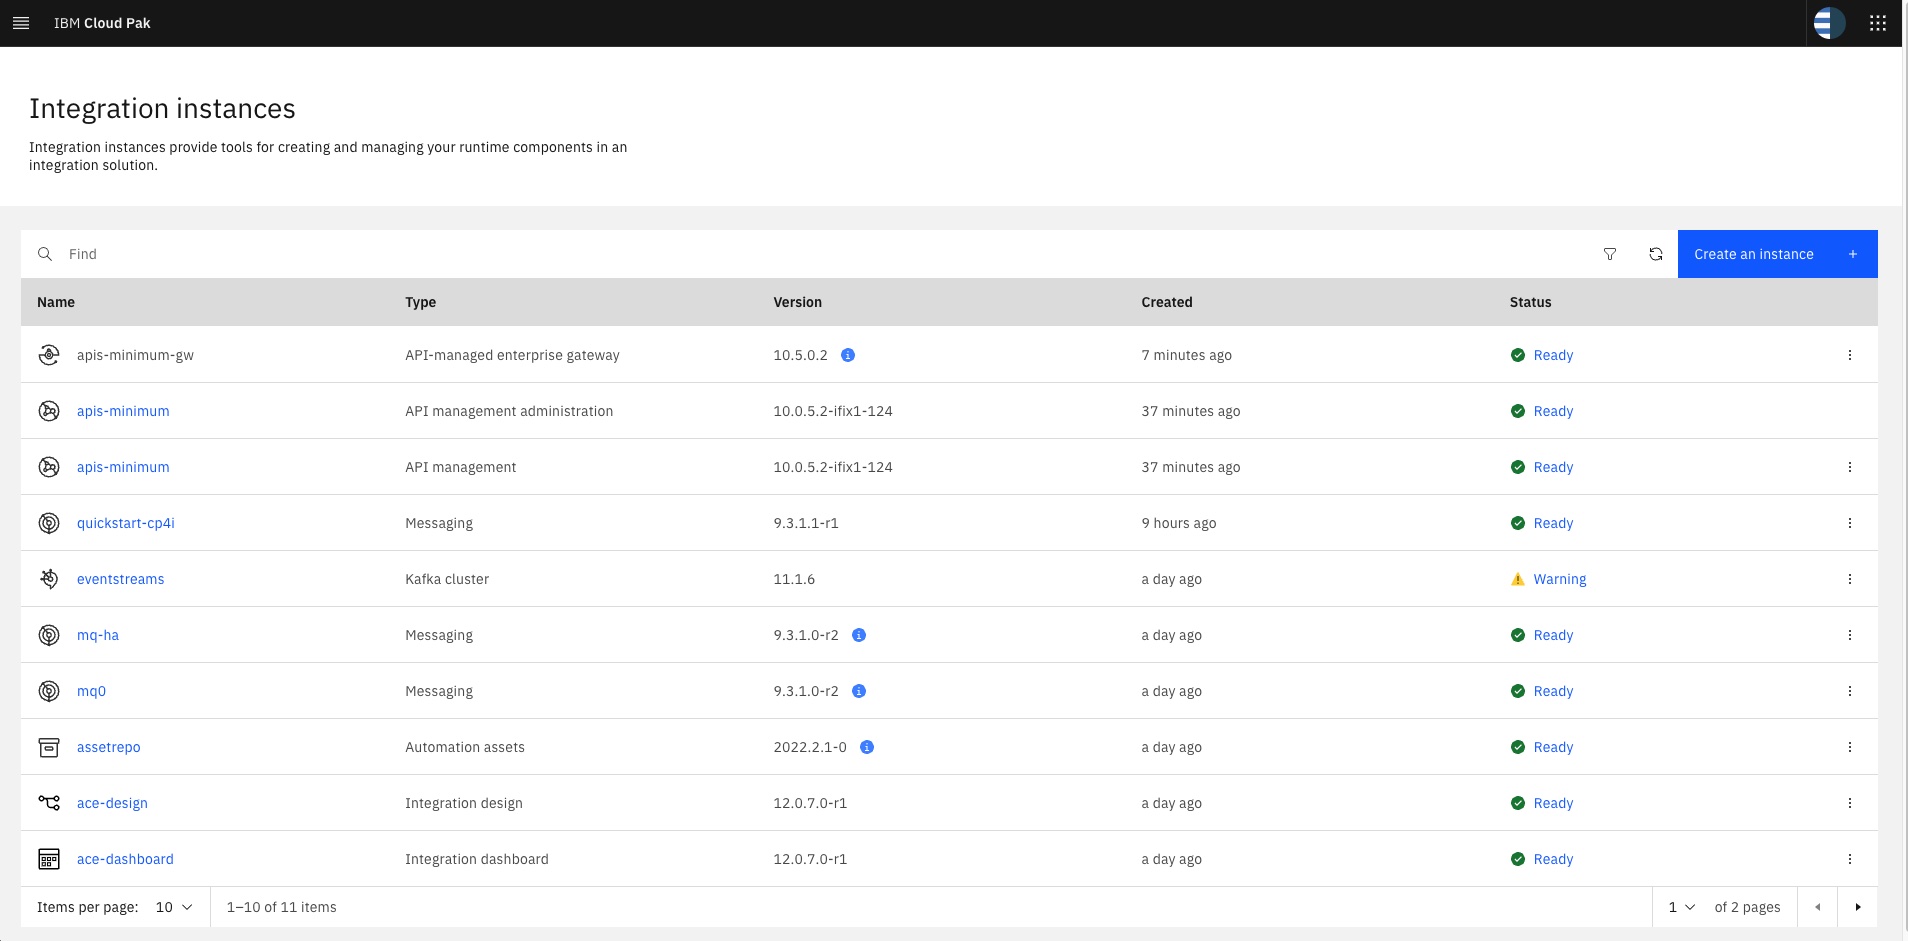 IBM Cloud Pak
Integration instances
Integration instances provide tools for creating and managing your runtime components in an
integration solution.
Find
Create an instance +
Name Type Version Created Status
apis-minimum-gw API-managed enterprise gateway 10.5.0.2 7 minutes ago Ready
apis-minimum API management administration 10.0.5.2-ifix1-124 37 minutes ago Ready
apis-minimum API management 10.0.5.2-ifix1-124 37 minutes ago Ready
quickstart-cp4i Messaging 9.3.1.1-r1 9 hours ago Ready
eventstreams Kafka cluster 11.1.6 a day ago Warning
mq-ha Messaging 9.3.1.0-r2 a day ago Ready
mq0 Messaging 9.3.1.0-r2 a day ago Ready
assetrepo Automation assets 2022.2.1-0 a day ago Ready
ace-design Integration design 12.0.7.0-r1 a day ago Ready
ace-dashboard Integration dashboard 12.0.7.0-r1 a day ago Ready
Items per page: 10 1–10 of 11 items 1 of 2 pages